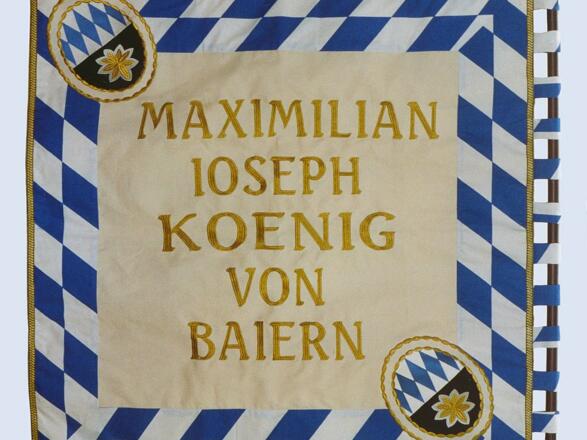 MAXIMILIAN
IOSEPH
KOENIG
VON
BAIERN